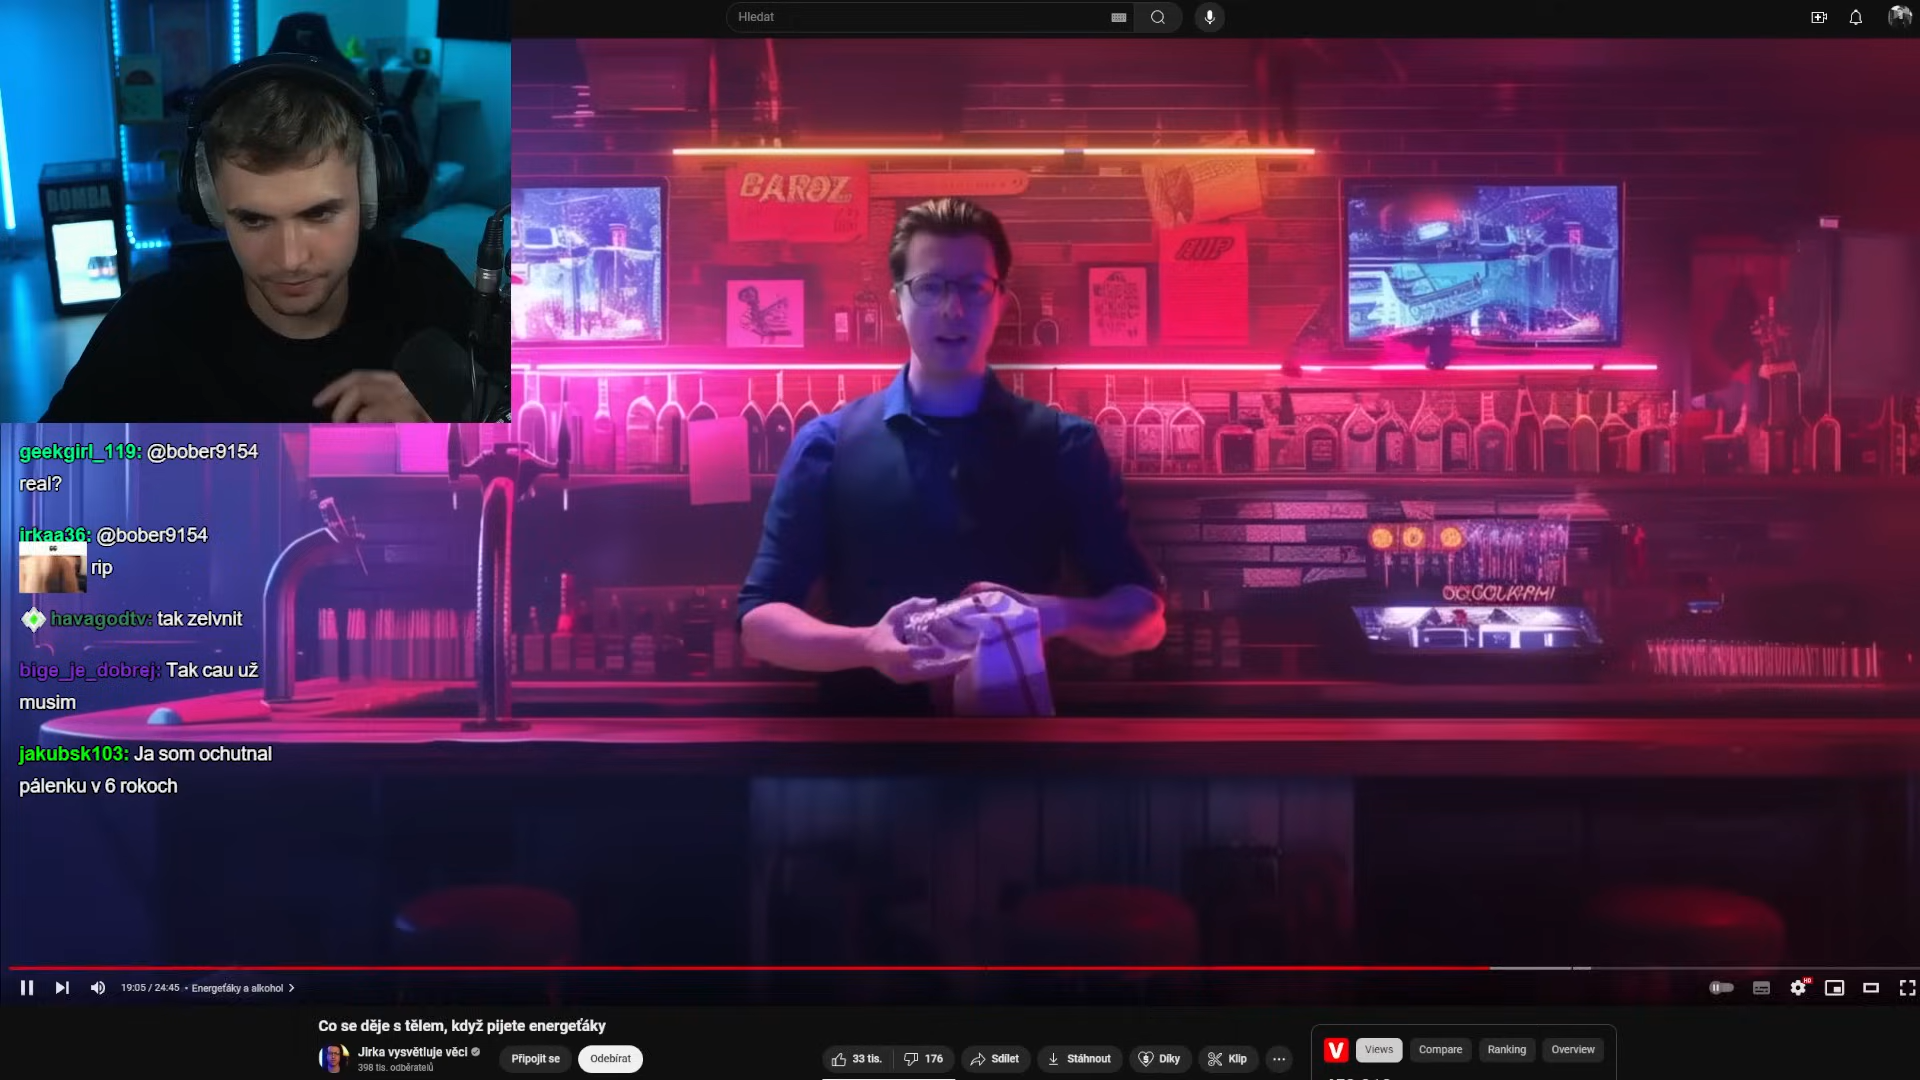 Hledat
BOMBA
BAROZ
geekgirl_119: @bober9154
real?
irkaa36: @bober9154
rip
havagodtv: tak zelvnit
bige_je_dobrej: Tak cau už
musim
jakubsk103: Ja som ochutnal
pálenku v 6 rokoch
19:05 / 24:45 • Energeťáky a alkohol
HD
Co se děje s tělem, když pijete energeťáky
Jirka vysvětluje věci
398 tis. odběratelů
Připojit se
Odebírat
33 tis.
176
Sdílet
Stáhnout
Díky
Klip
Views
Compare
Ranking
Overview